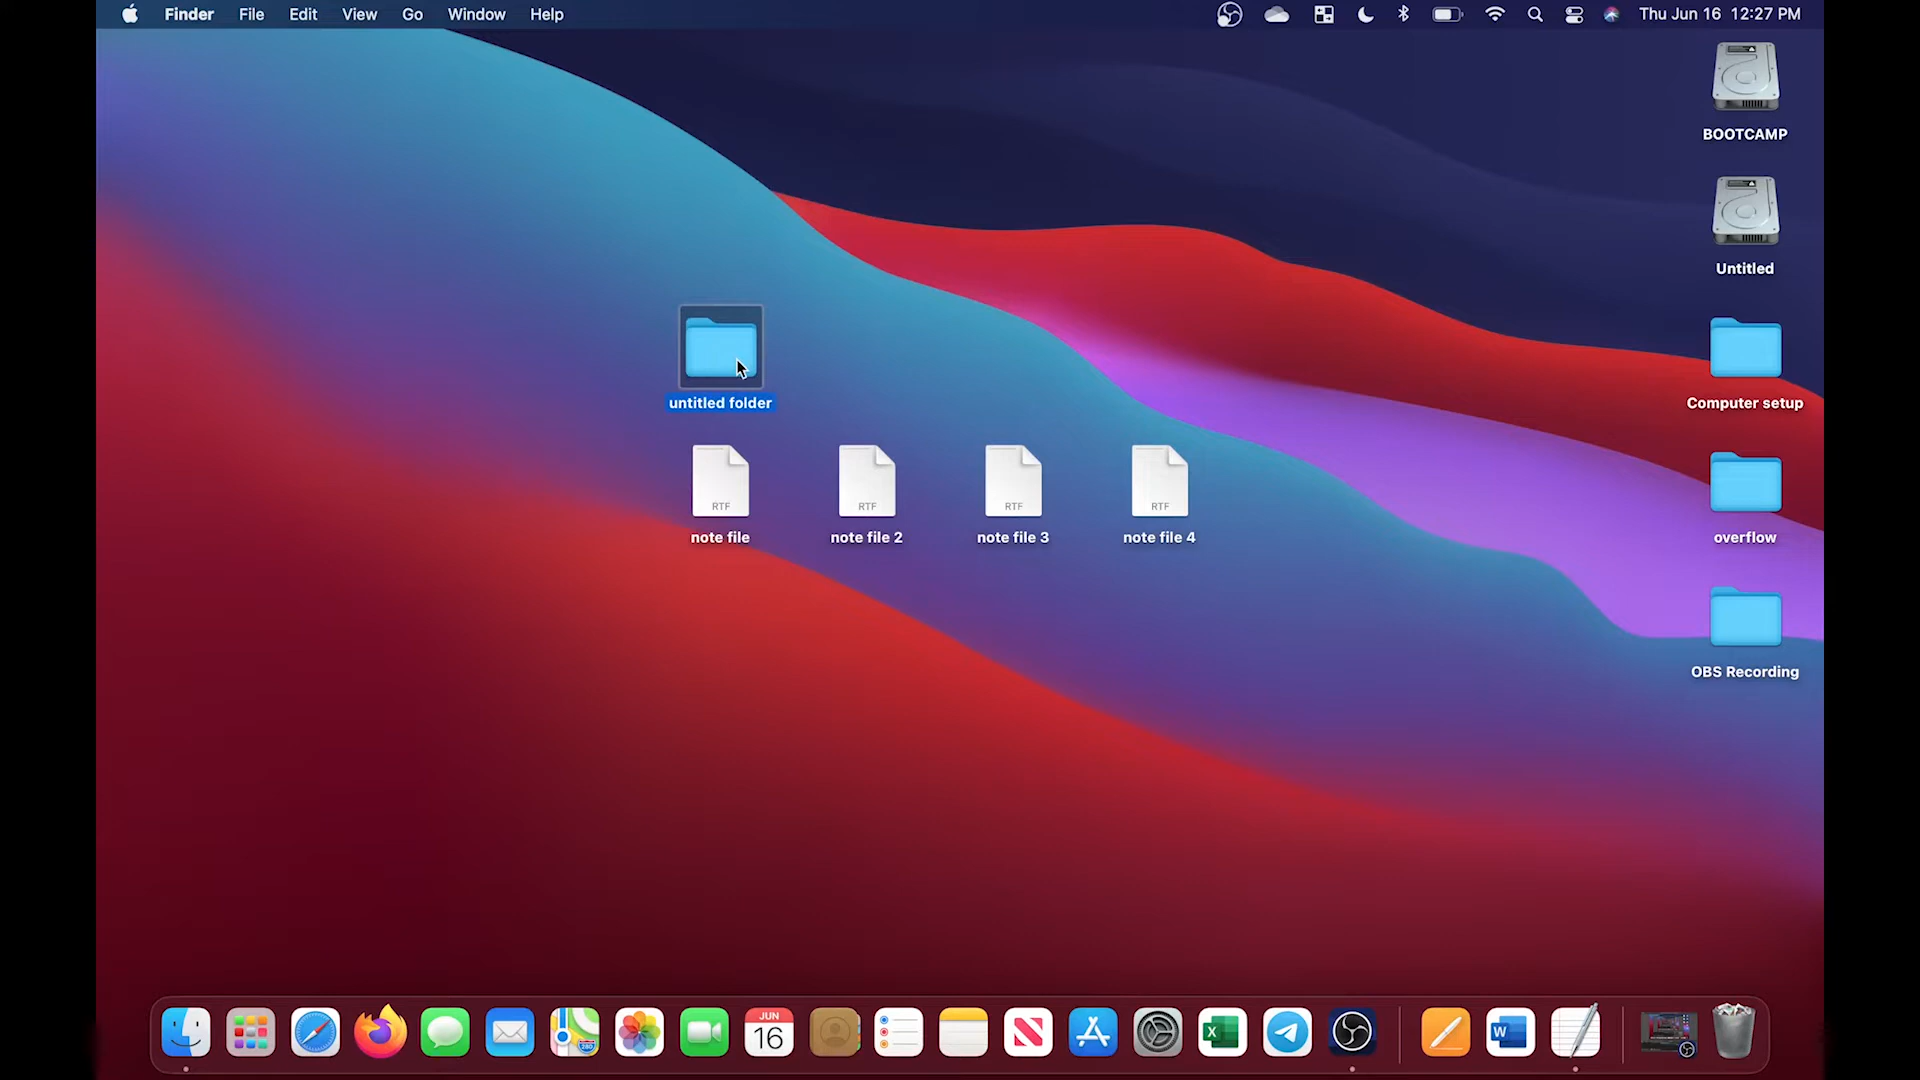 Finder File Edit View Go Window Help Thu Jun 16 12:27 PM
BOOTCAMP
Untitled
untitled folder
Computer setup
RTF RTF RTF RTF
note file note file 2 note file 3 note file 4
overflow
OBS Recording
JUN
16